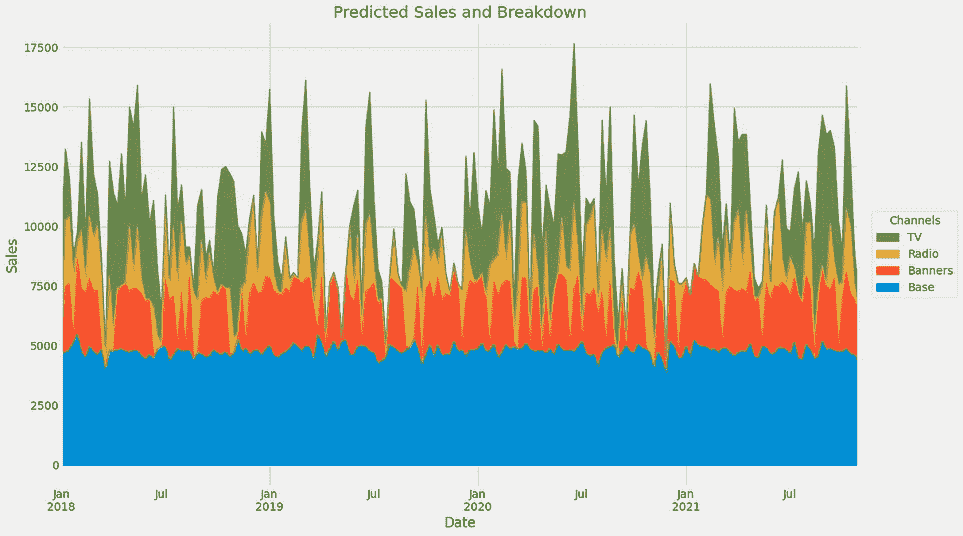 Predicted Sales and Breakdown
17500
15000
12500
10000
7500
5000
2500
0
Sales
Jan
2018
Jul
Jan
2019
Jul
Jan
2020
Jul
Jan
2021
Jul
Date
Channels
TV
Radio
Banners
Base